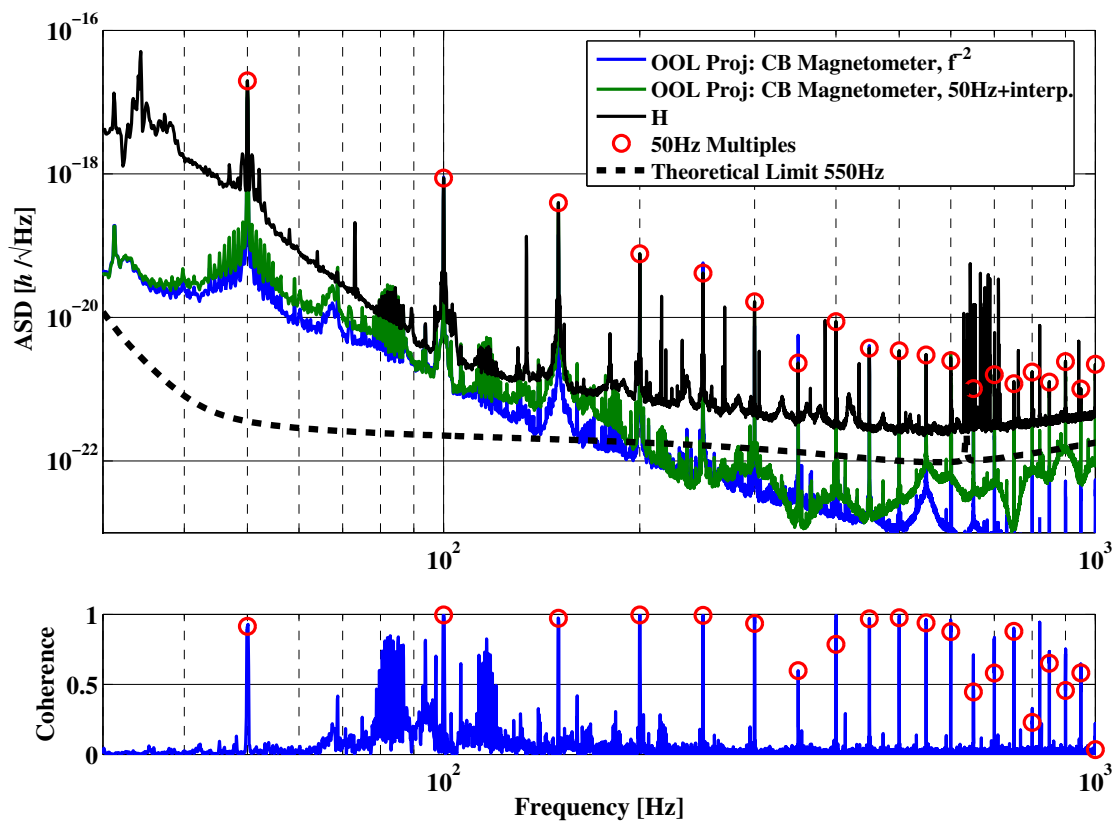 10^-16
OOL Proj: CB Magnetometer, f^-2
OOL Proj: CB Magnetometer, 50Hz+interp.
H
50Hz Multiples
Theoretical Limit 550Hz
10^-18
ASD [h /√Hz]
10^-20
10^-22
10^2
10^3
1
Coherence
0.5
0
10^2
10^3
Frequency [Hz]